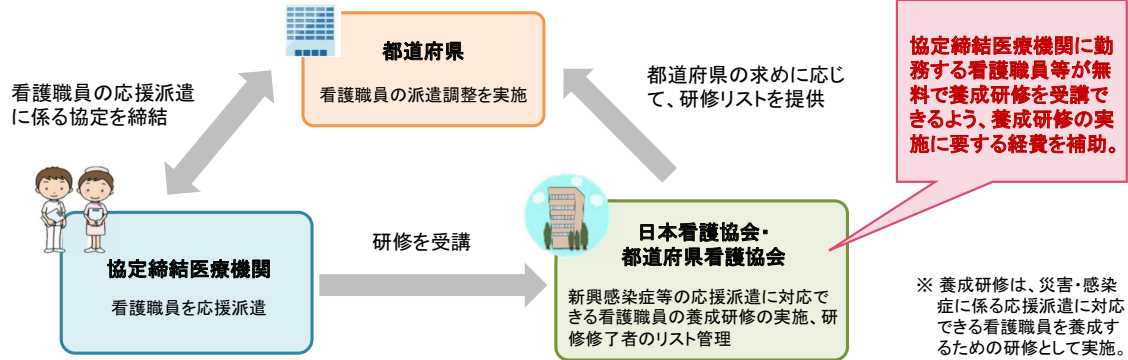 都道府県
看護職員の派遣調整を実施
看護職員の応援派遣
に係る協定を締結
都道府県の求めに応じ
て、研修リストを提供
協定締結医療機関に勤
務する看護職員等が無
料で養成研修を受講で
きるよう、養成研修の実
施に要する経費を補助。
協定締結医療機関
看護職員を応援派遣
研修を受講
日本看護協会・
都道府県看護協会
新興感染症等の応援派遣に対応で
きる看護職員の養成研修の実施、研
修修了者のリスト管理
※ 養成研修は、災害・感染
症に係る応援派遣に対応
できる看護職員を養成す
るための研修として実施。